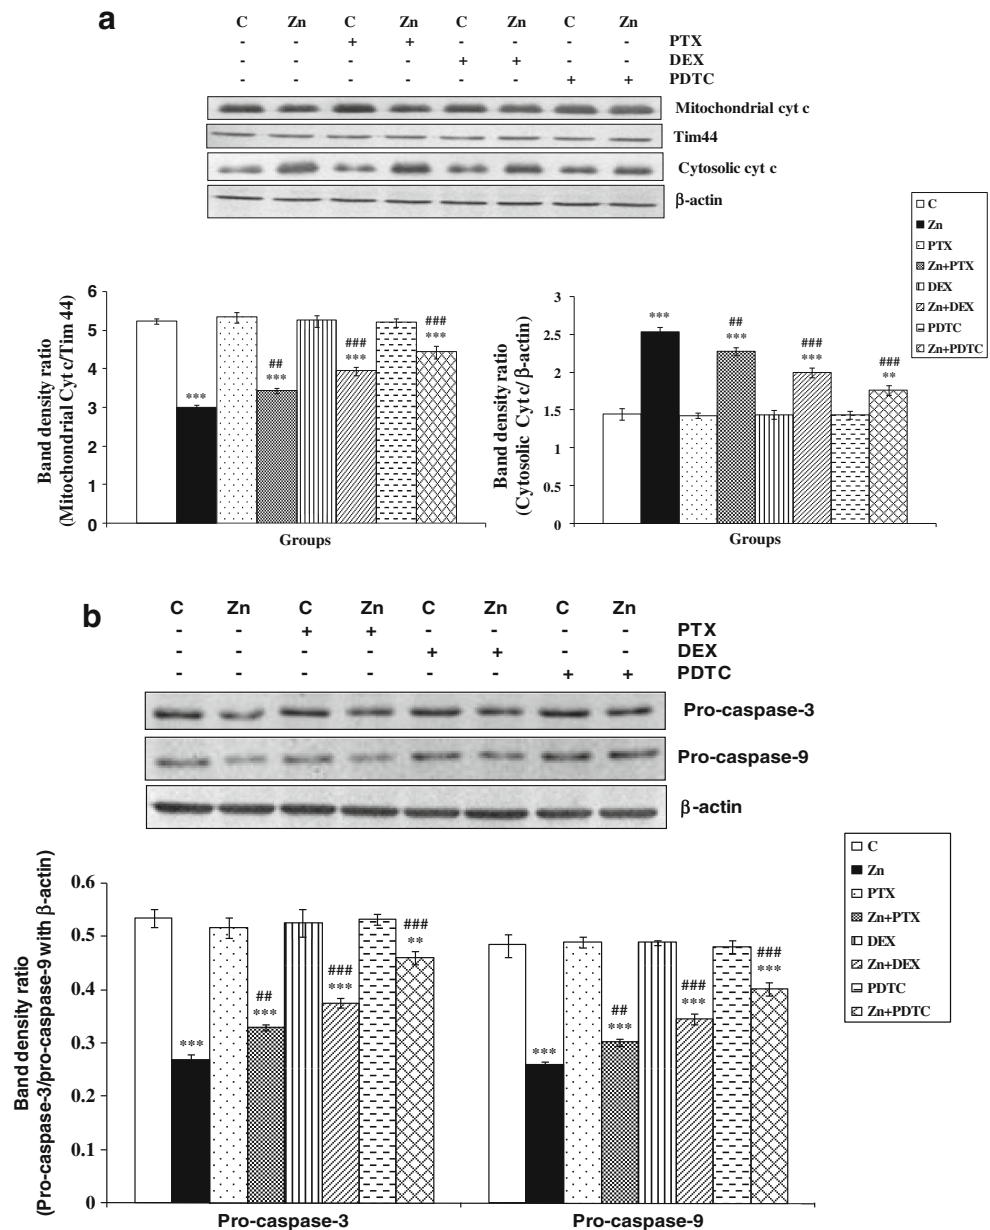 a
C Zn C Zn C Zn C Zn
- - + + - - - - PTX
- - - - + + - - DEX
- - - - - - + + PDTC
Mitochondrial cyt c
Tim44
Cytosolic cyt c
β-actin
C
Zn
PTX
Zn+PTX
DEX
Zn+DEX
PDTC
Zn+PDTC
Band density ratio
(Mitochondrial Cyt c/Tim 44)
6
5
4
3
2
1
0
***
##
***
###
***
###
***
Groups
Band density ratio
(Cytosolic Cyt c/ β-actin)
3
2.5
2
1.5
1
0.5
0
***
##
***
###
***
###
**
Groups
b
C Zn C Zn C Zn C Zn
- - + + - - - - PTX
- - - - + + - - DEX
- - - - - - + + PDTC
Pro-caspase-3
Pro-caspase-9
β-actin
C
Zn
PTX
Zn+PTX
DEX
Zn+DEX
PDTC
Zn+PDTC
Band density ratio
(Pro-caspase-3/pro-caspase-9 with β-actin)
0.6
0.5
0.4
0.3
0.2
0.1
0
***
##
***
###
***
###
**
***
##
***
###
***
###
***
Pro-caspase-3 Pro-caspase-9